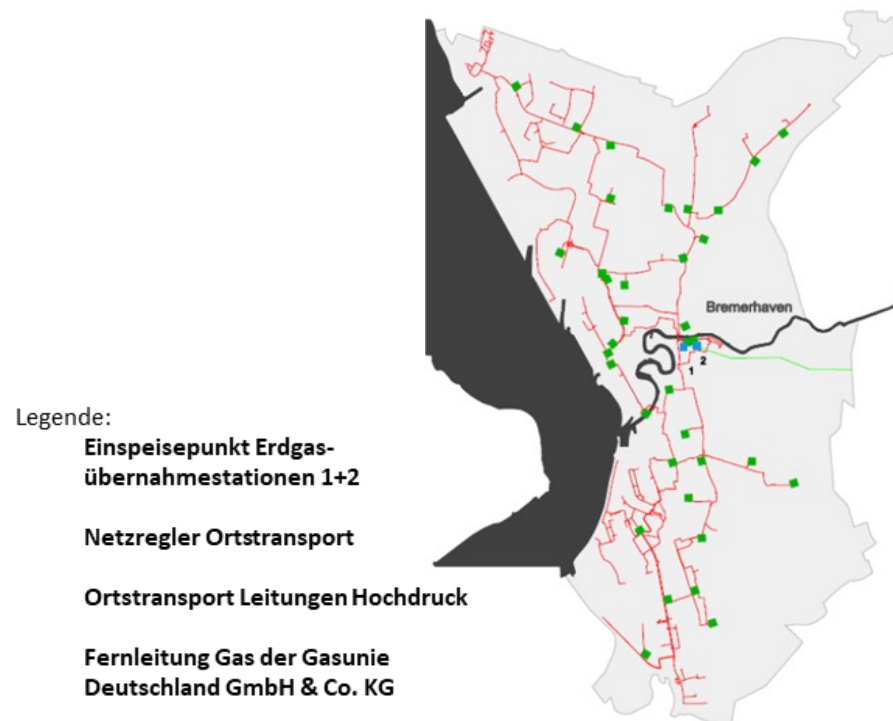 Bremerhaven
1
2
Legende:
Einspeisepunkt Erdgas-
übernahmestationen 1+2
Netzregler Ortstransport
Ortstransport Leitungen Hochdruck
Fernleitung Gas der Gasunie
Deutschland GmbH & Co. KG